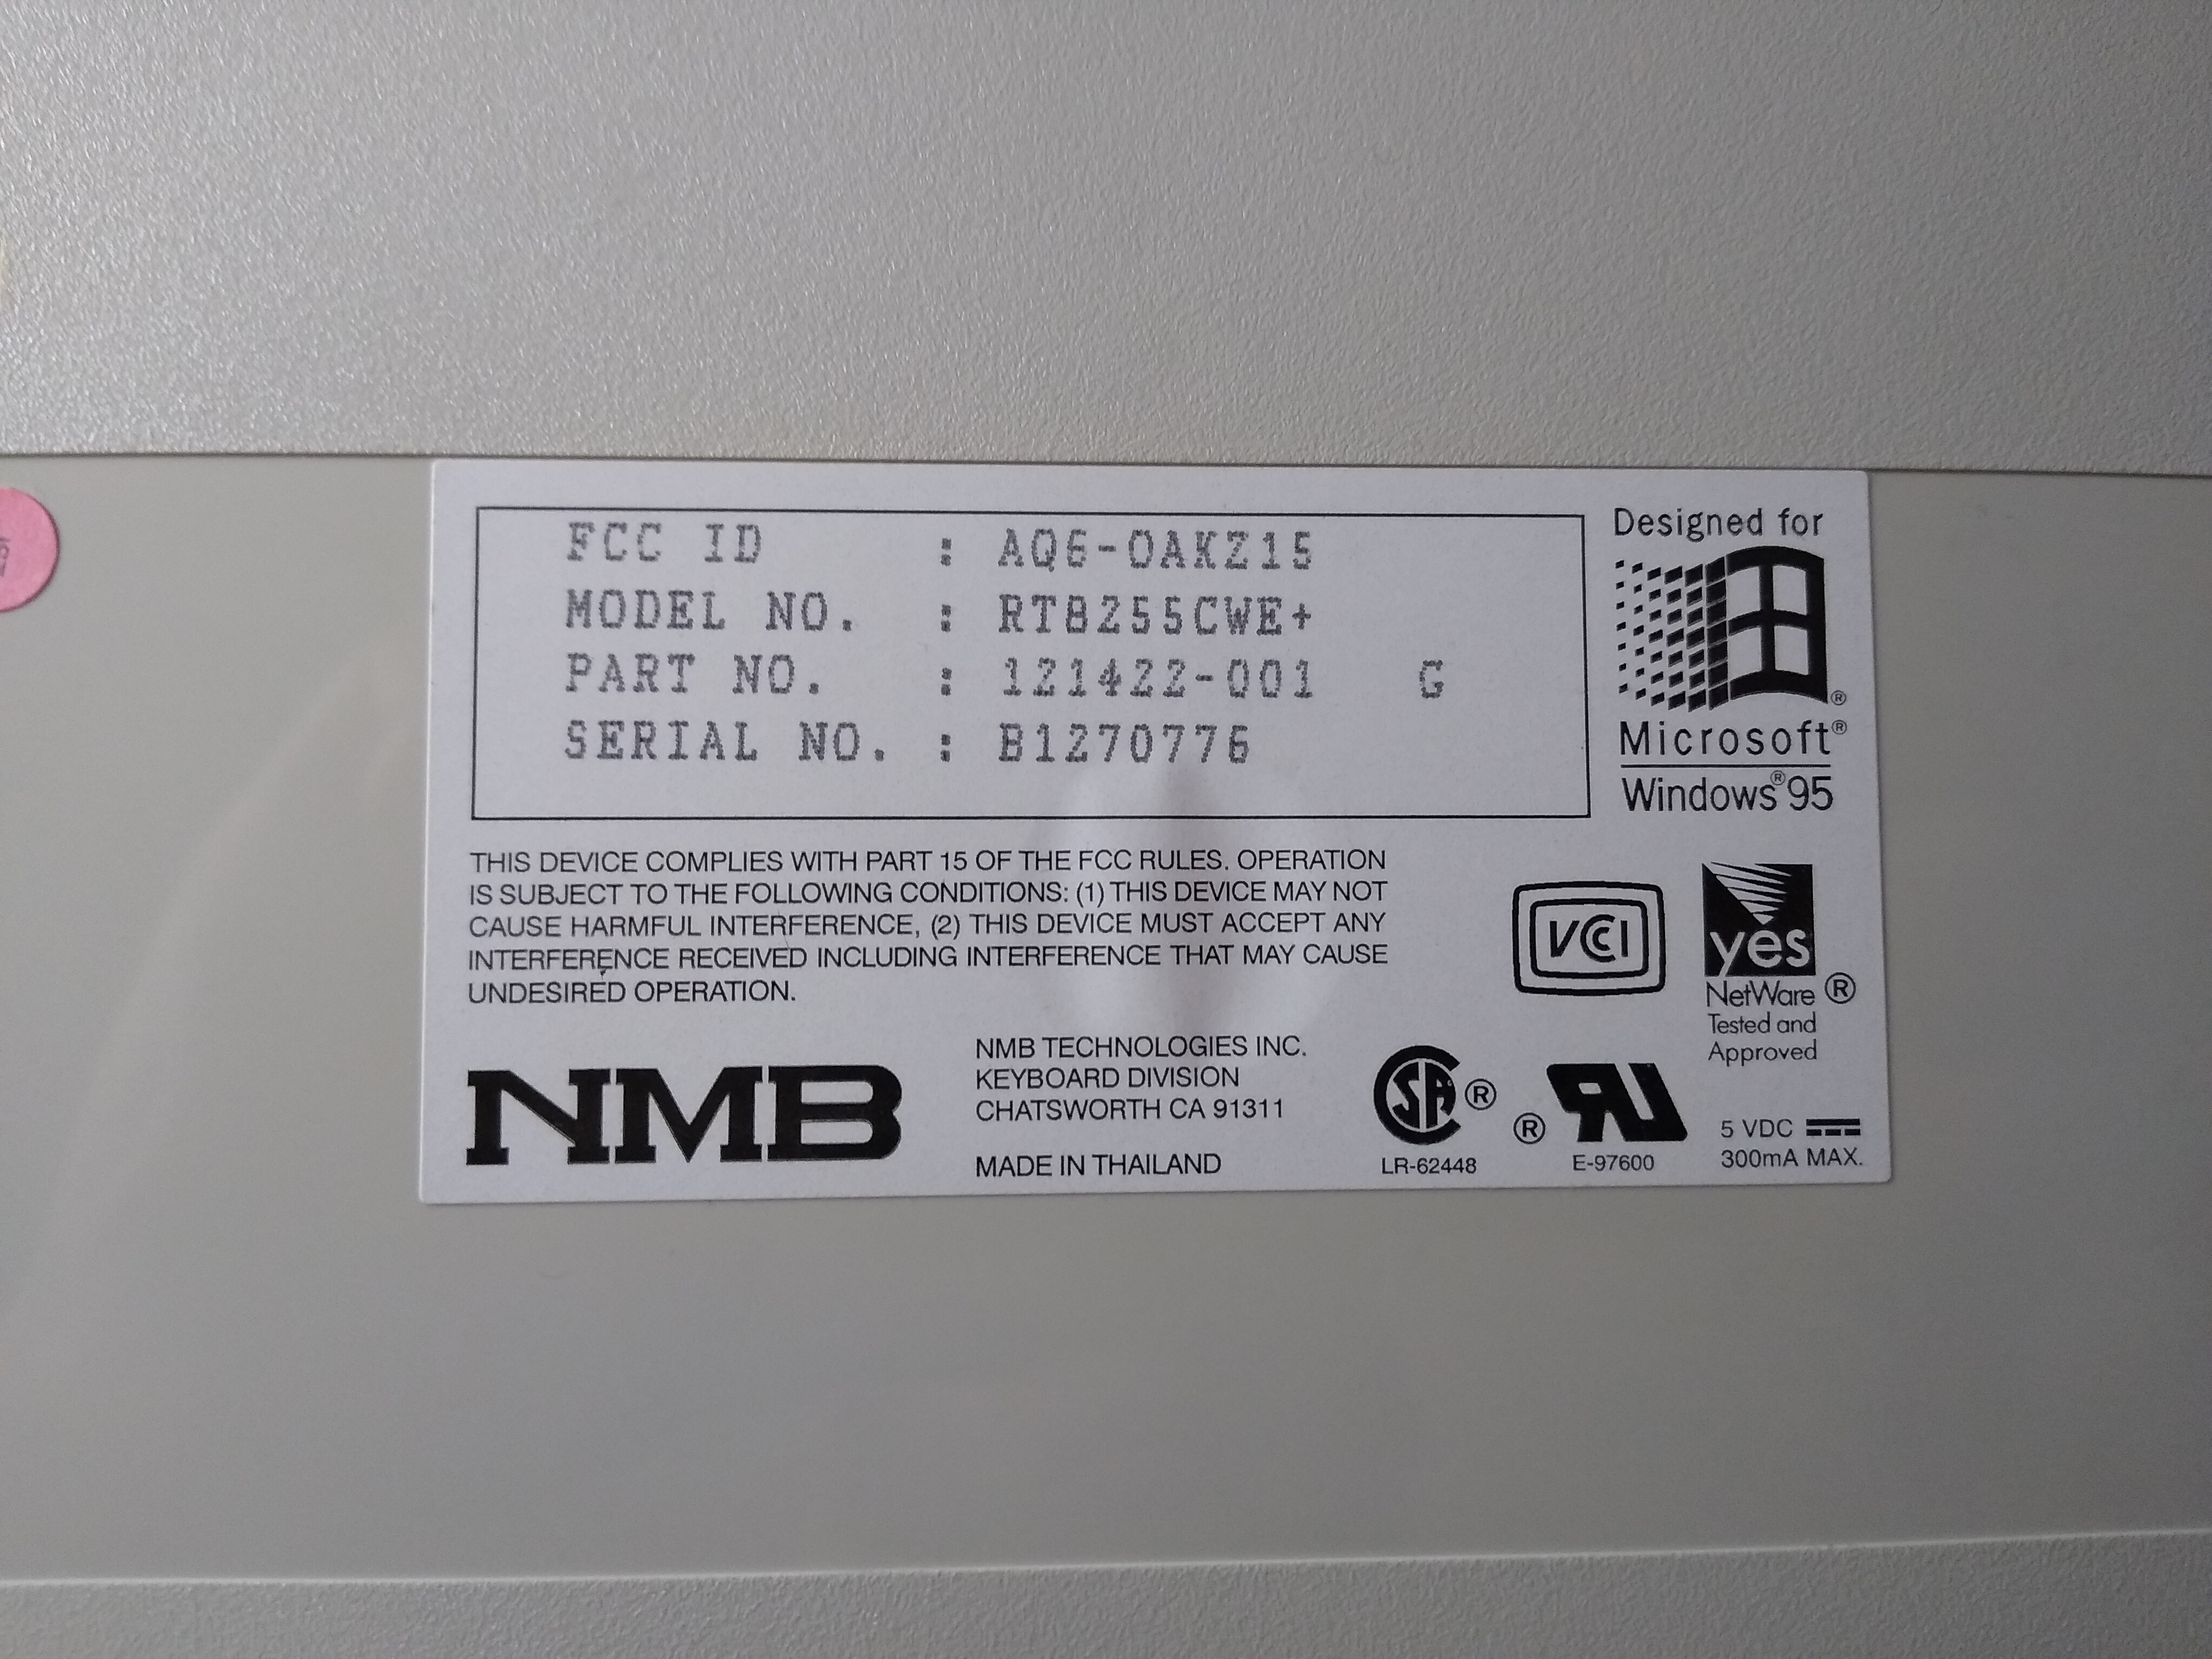 FCC ID : AQ6-OAKZ15
MODEL NO. : RT8255CWE+
PART NO. : 121422-001 G
SERIAL NO. : B1270776
Designed for
®
Microsoft®
Windows®95
THIS DEVICE COMPLIES WITH PART 15 OF THE FCC RULES. OPERATION
IS SUBJECT TO THE FOLLOWING CONDITIONS: (1) THIS DEVICE MAY NOT
CAUSE HARMFUL INTERFERENCE, (2) THIS DEVICE MUST ACCEPT ANY
INTERFERENCE RECEIVED INCLUDING INTERFERENCE THAT MAY CAUSE
UNDESIRED OPERATION.
VCCI
yes
NetWare ®
Tested and
Approved
NMB
NMB TECHNOLOGIES INC.
KEYBOARD DIVISION
CHATSWORTH CA 91311
MADE IN THAILAND
SA ®
LR-62448
® RU
E-97600
5 VDC
300mA MAX.